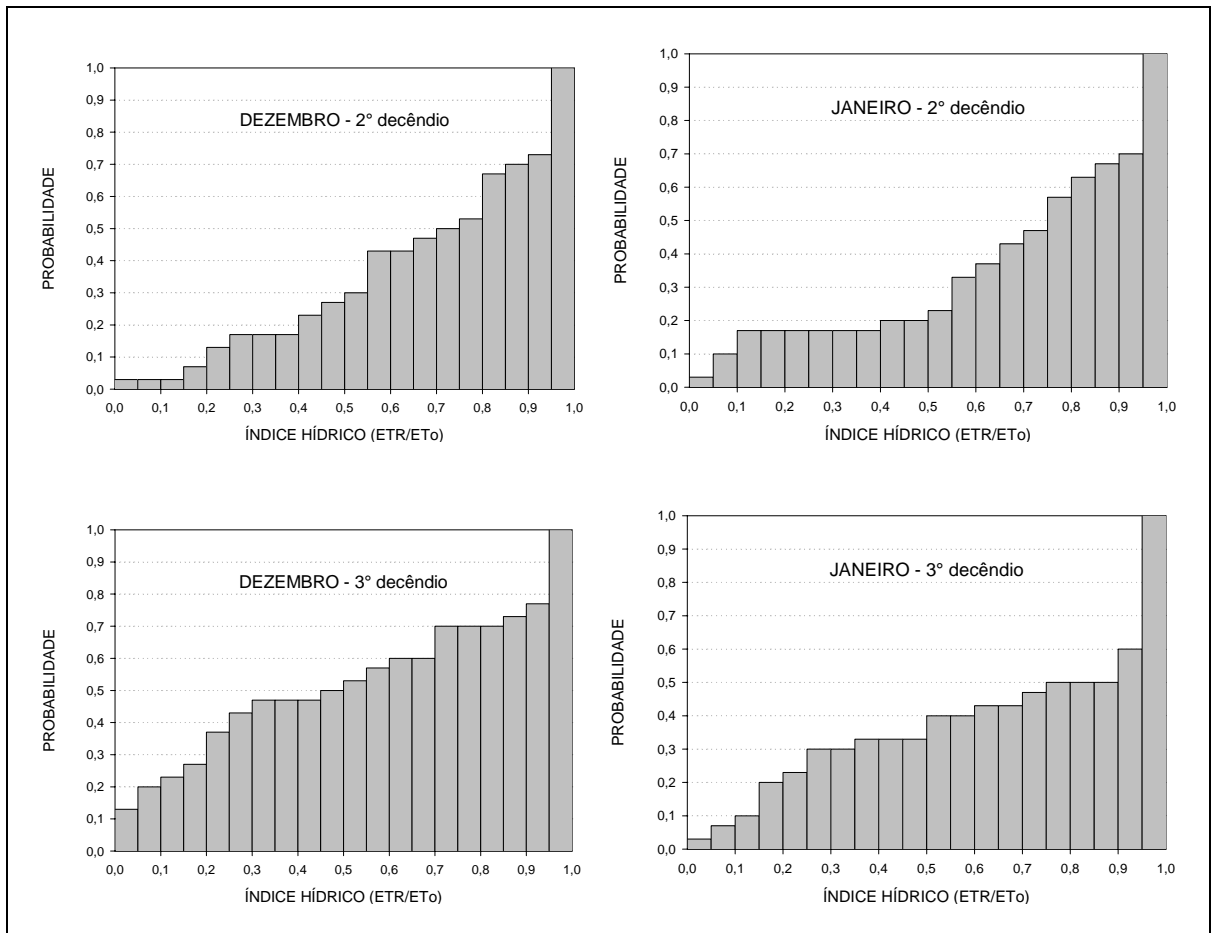 DEZEMBRO - 2° decêndio
PROBABILIDADE
1,0
0,9
0,8
0,7
0,6
0,5
0,4
0,3
0,2
0,1
0,0
0,0 0,1 0,2 0,3 0,4 0,5 0,6 0,7 0,8 0,9 1,0
ÍNDICE HÍDRICO (ETR/ETo)
JANEIRO - 2° decêndio
PROBABILIDADE
1,0
0,9
0,8
0,7
0,6
0,5
0,4
0,3
0,2
0,1
0,0
0,0 0,1 0,2 0,3 0,4 0,5 0,6 0,7 0,8 0,9 1,0
ÍNDICE HÍDRICO (ETR/ETo)
DEZEMBRO - 3° decêndio
PROBABILIDADE
1,0
0,9
0,8
0,7
0,6
0,5
0,4
0,3
0,2
0,1
0,0
0,0 0,1 0,2 0,3 0,4 0,5 0,6 0,7 0,8 0,9 1,0
ÍNDICE HÍDRICO (ETR/ETo)
JANEIRO - 3° decêndio
PROBABILIDADE
1,0
0,9
0,8
0,7
0,6
0,5
0,4
0,3
0,2
0,1
0,0
0,0 0,1 0,2 0,3 0,4 0,5 0,6 0,7 0,8 0,9 1,0
ÍNDICE HÍDRICO (ETR/ETo)